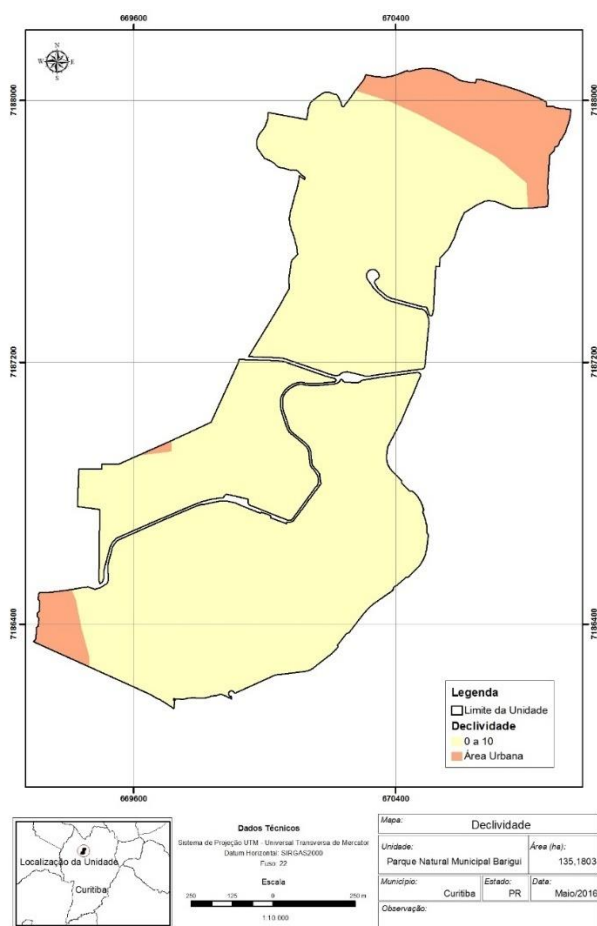 669600
670400
N
W
E
S
7188000
7188000
7187200
7187200
7186400
7186400
Legenda
Limite da Unidade
Declividade
0 a 10
Área Urbana
669600
670400
Localização da Unidade
Curitiba
Dados Técnicos
Sistema de Projeção UTM - Universal Transversa de Mercator
Datum Horizontal: SIRGAS2000
Fuso: 22
Escala
250
125
0
250 m
1:10.000
Mapa:
Declividade
Unidade:
Parque Natural Municipal Barigui
Área (ha):
135,1803
Município:
Curitiba
Estado:
PR
Data:
Maio/2016
Observação: